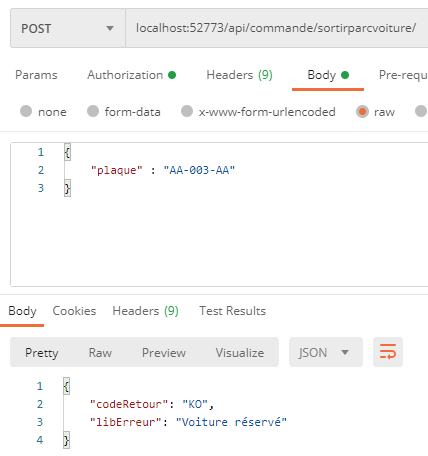 POST localhost:52773/api/commande/sortirparcvoiture/
Params Authorization Headers (9) Body Pre-requ
none form-data x-www-form-urlencoded raw
1 {
2 "plaque" : "AA-003-AA"
3 }
Body Cookies Headers (9) Test Results
Pretty Raw Preview Visualize JSON
1 {
2 "codeRetour": "KO",
3 "libErreur": "Voiture réservé"
4 }